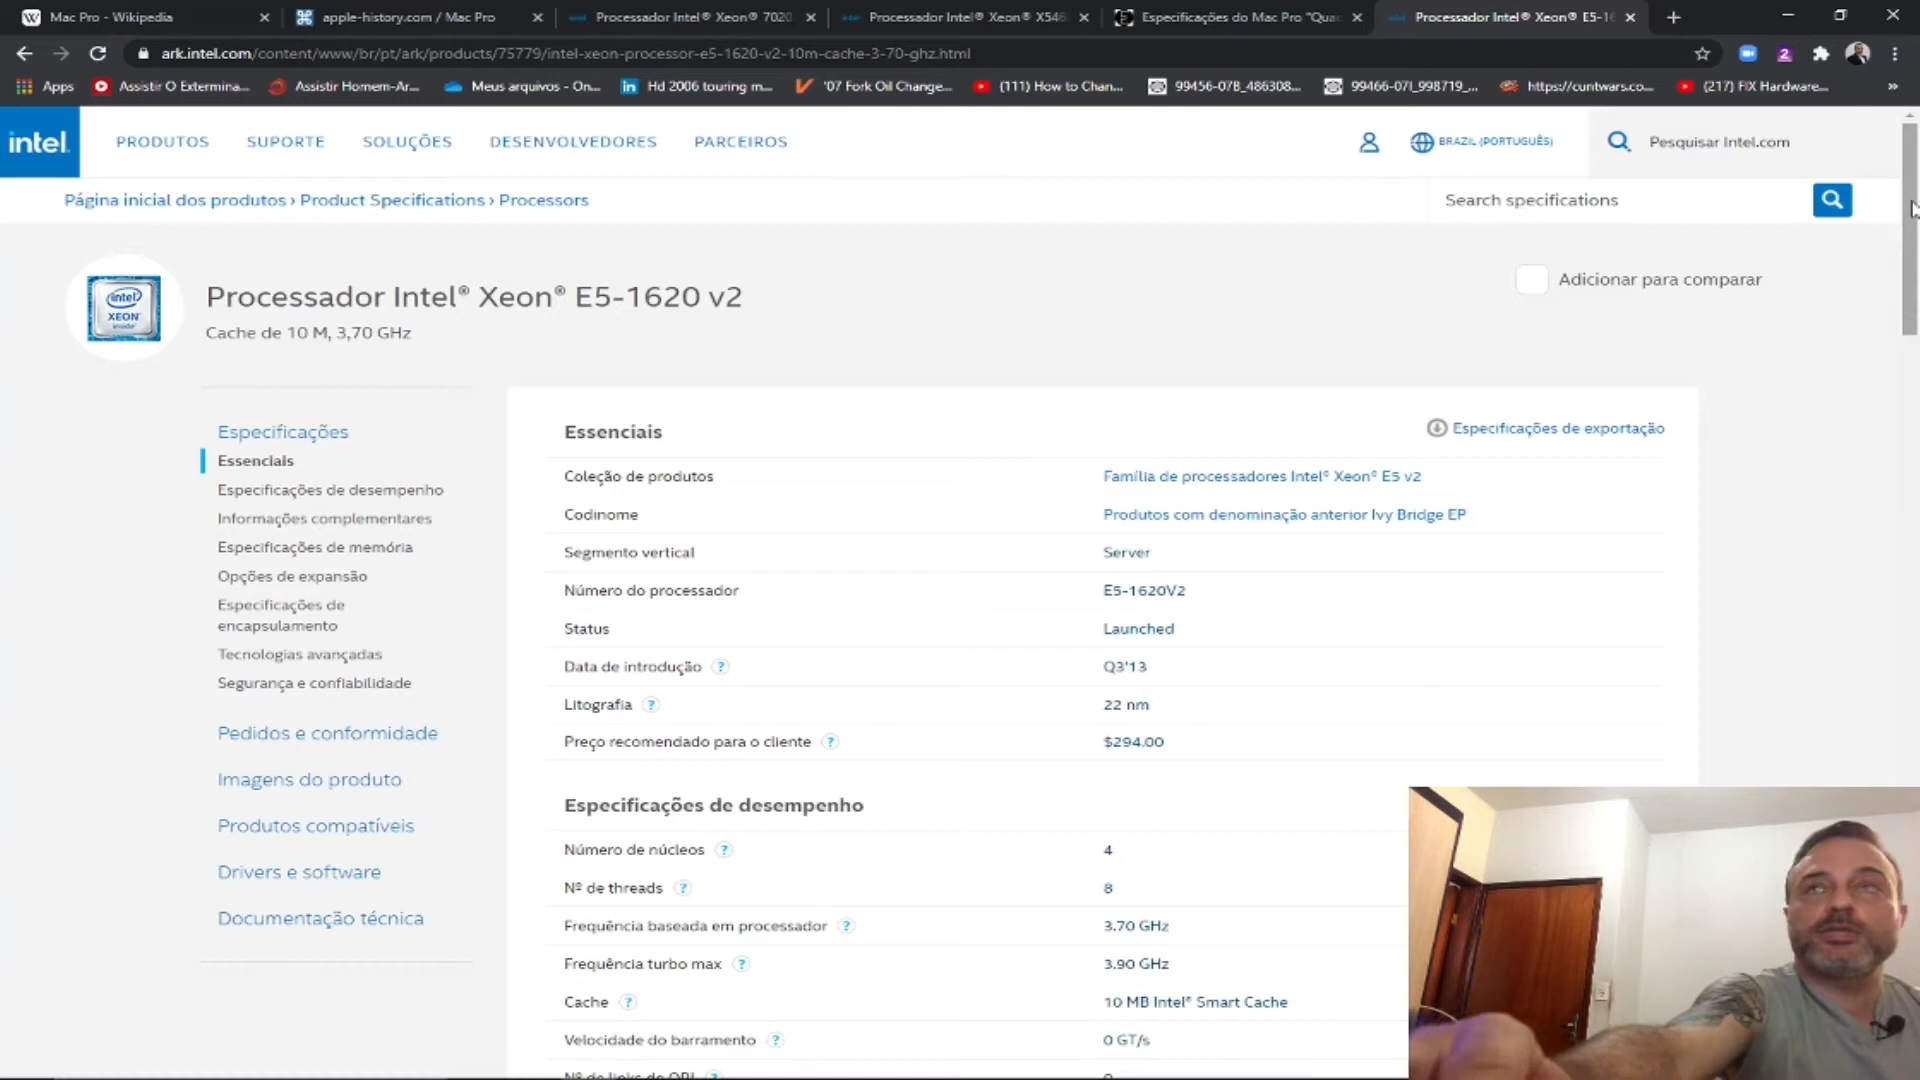 Mac Pro - Wikipedia
apple-history.com / Mac Pro
Processador Intel® Xeon® 7020
Processador Intel® Xeon® X546
Especificações do Mac Pro "Quad
Processador Intel® Xeon® E5-16
ark.intel.com/content/www/br/pt/ark/products/75779/intel-xeon-processor-e5-1620-v2-10m-cache-3-70-ghz.html
Apps
Assistir O Extermina...
Assistir Homem-Ar...
Meus arquivos - On...
Hd 2006 touring m...
'07 Fork Oil Change...
(111) How to Chan...
99456-07B_486308...
99466-07I_998719_...
https://cuntwars.co...
(217) FIX Hardware...
intel.
PRODUTOS
SUPORTE
SOLUÇÕES
DESENVOLVEDORES
PARCEIROS
BRAZIL (PORTUGUÊS)
Pesquisar Intel.com
Página inicial dos produtos › Product Specifications › Processors
Search specifications
intel XEON inside
Processador Intel® Xeon® E5-1620 v2
Cache de 10 M, 3,70 GHz
Adicionar para comparar
Especificações
Essenciais
Especificações de desempenho
Informações complementares
Especificações de memória
Opções de expansão
Especificações de
encapsulamento
Tecnologias avançadas
Segurança e confiabilidade
Pedidos e conformidade
Imagens do produto
Produtos compatíveis
Drivers e software
Documentação técnica
Essenciais
Especificações de exportação
Coleção de produtos Família de processadores Intel® Xeon® E5 v2
Codinome Produtos com denominação anterior Ivy Bridge EP
Segmento vertical Server
Número do processador E5-1620V2
Status Launched
Data de introdução ? Q3'13
Litografia ? 22 nm
Preço recomendado para o cliente ? $294.00
Especificações de desempenho
Número de núcleos ? 4
Nº de threads ? 8
Frequência baseada em processador ? 3.70 GHz
Frequência turbo max ? 3.90 GHz
Cache ? 10 MB Intel® Smart Cache
Velocidade do barramento ? 0 GT/s
Nº de links de QPI ? 0